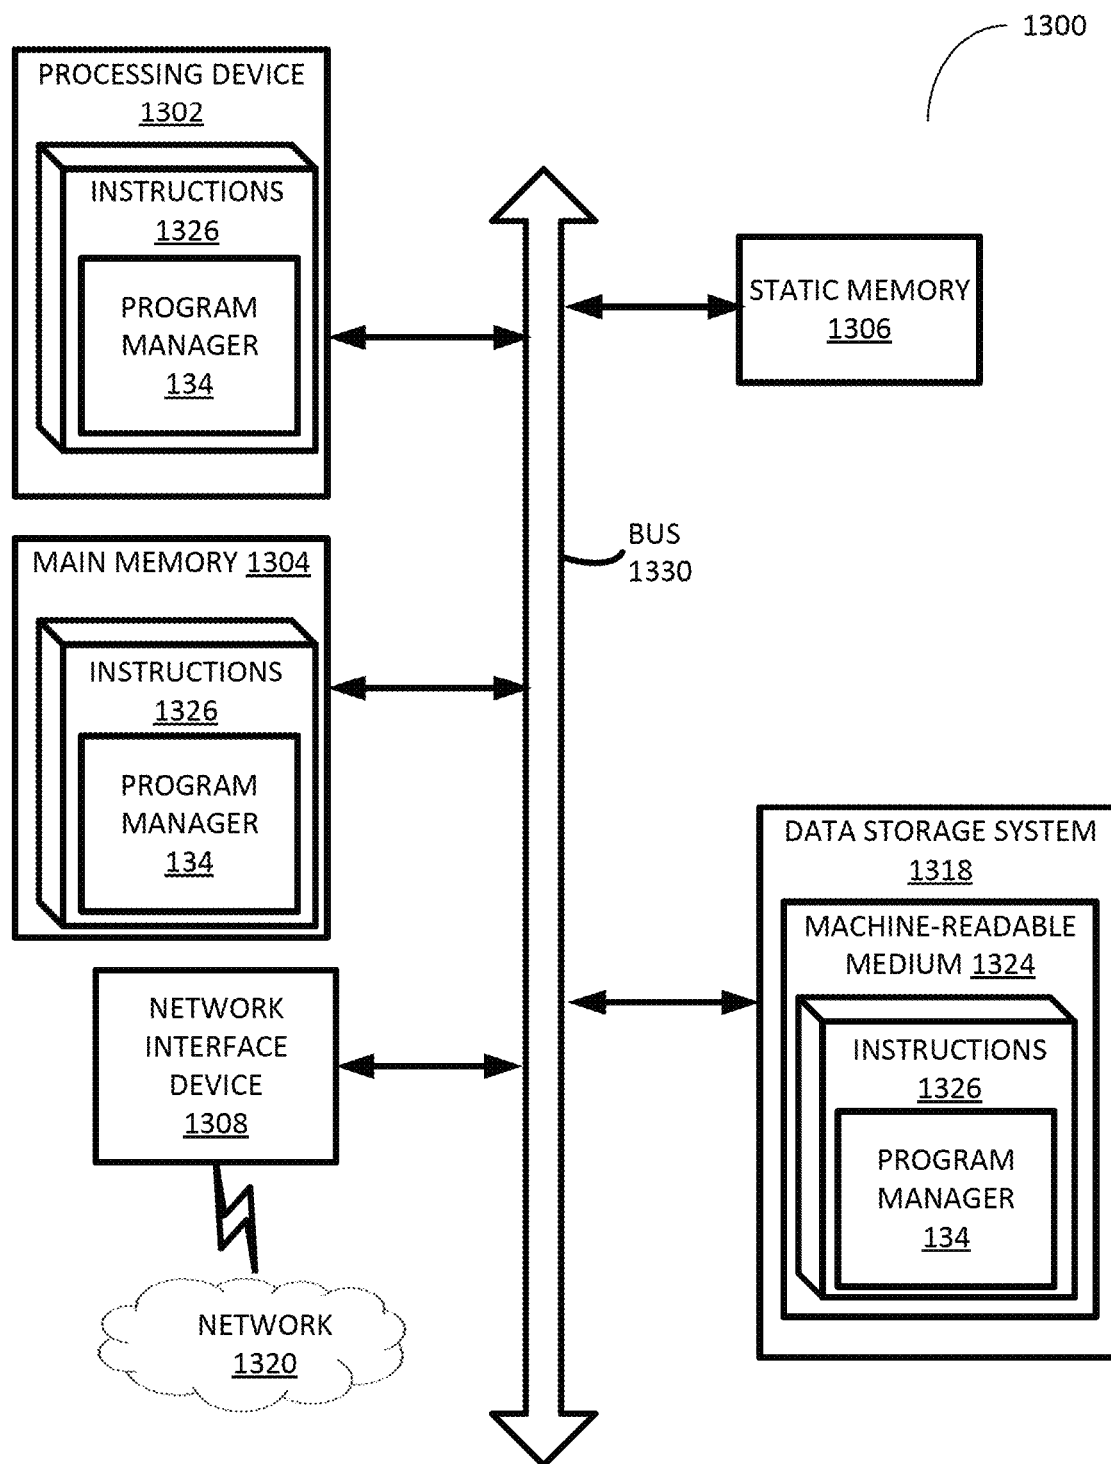 1300
PROCESSING DEVICE
1302
INSTRUCTIONS
1326
PROGRAM
MANAGER
134
STATIC MEMORY
1306
BUS
1330
MAIN MEMORY 1304
INSTRUCTIONS
1326
PROGRAM
MANAGER
134
DATA STORAGE SYSTEM
1318
MACHINE-READABLE
MEDIUM 1324
INSTRUCTIONS
1326
PROGRAM
MANAGER
134
NETWORK
INTERFACE
DEVICE
1308
NETWORK
1320